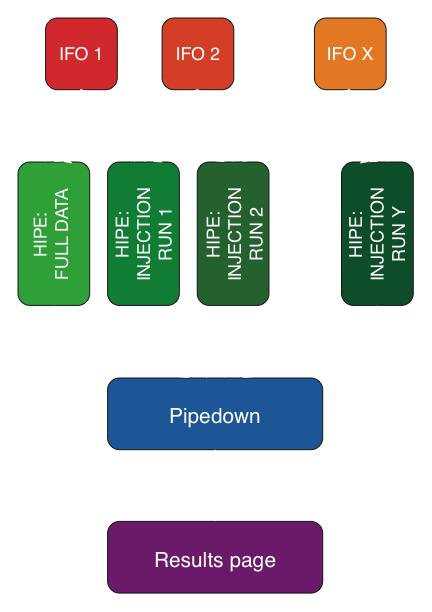 IFO 1
IFO 2
IFO X
HIPE:
FULL DATA
HIPE:
INJECTION
RUN 1
HIPE:
INJECTION
RUN 2
HIPE:
INJECTION
RUN Y
Pipedown
Results page